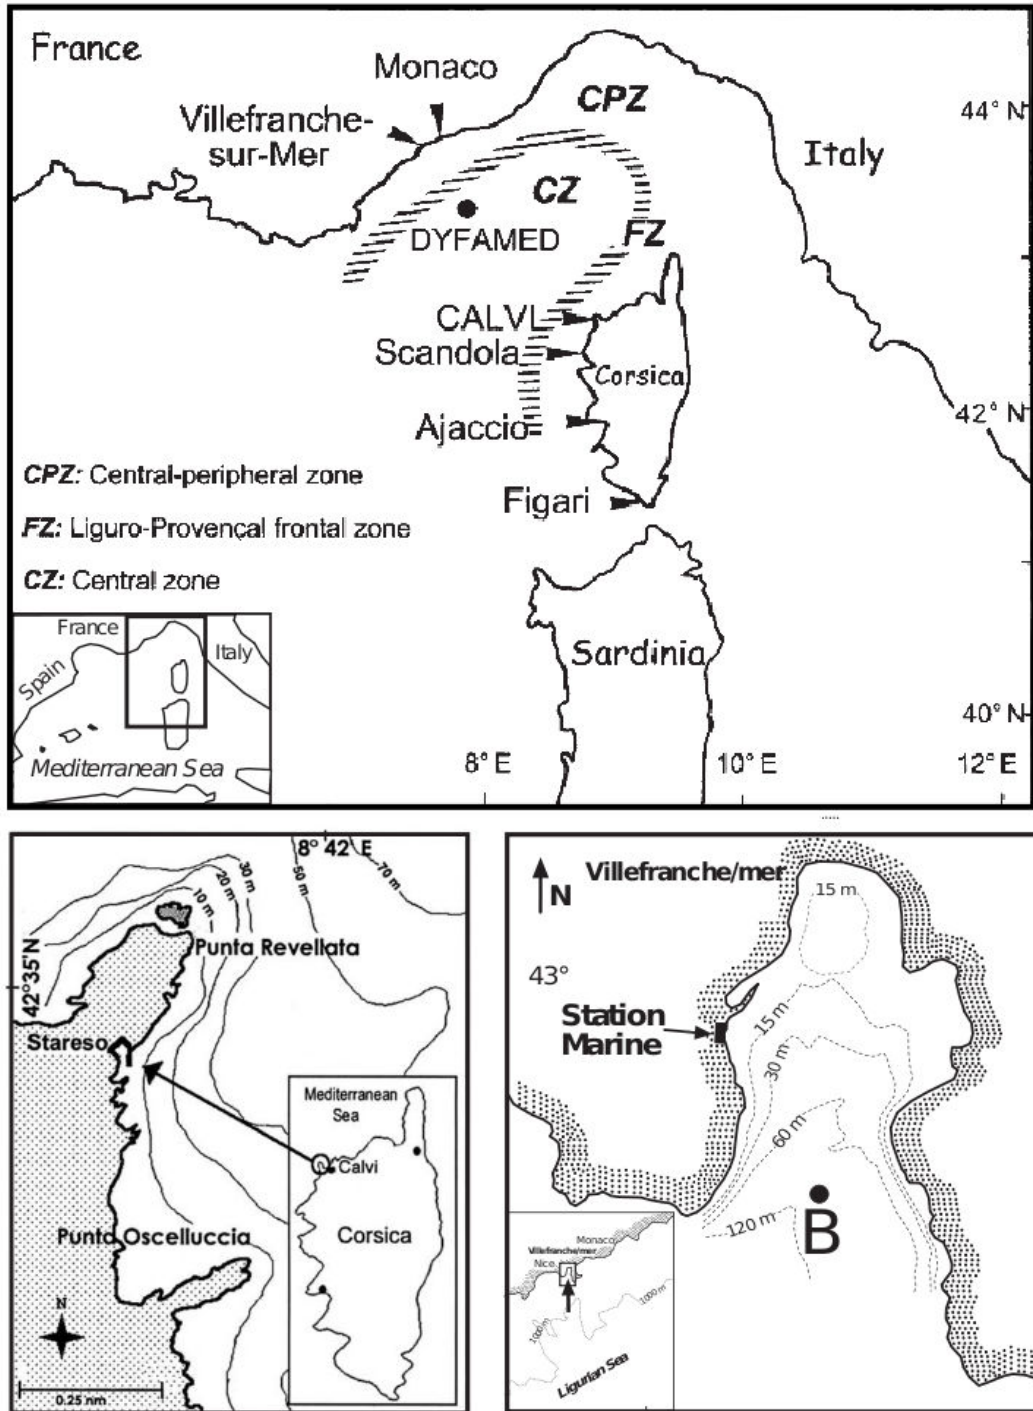 France
Monaco
CPZ
44° N
Villefranche-
sur-Mer
Italy
CZ
FZ
DYFAMED
CALVI
Scandola
Corsica
42° N
Ajaccio
CPZ: Central-peripheral zone
Figari
FZ: Liguro-Provençal frontal zone
CZ: Central zone
France
Italy
Spain
Sardinia
40° N
Mediterranean Sea
8° E
10° E
12° E
8° 42 E
10 m
20 m
30 m
50 m
70 m
Punta Revellata
42°35'N
Stareso
Mediterranean
Sea
Calvi
Corsica
Punta Oscelluccia
N
0.25 nm
Villefranche/mer
N
15 m
43°
Station
Marine
15 m
30 m
60 m
120 m
B
Monaco
Villefranche/mer
Nice
1000 m
1000 m
Ligurian Sea